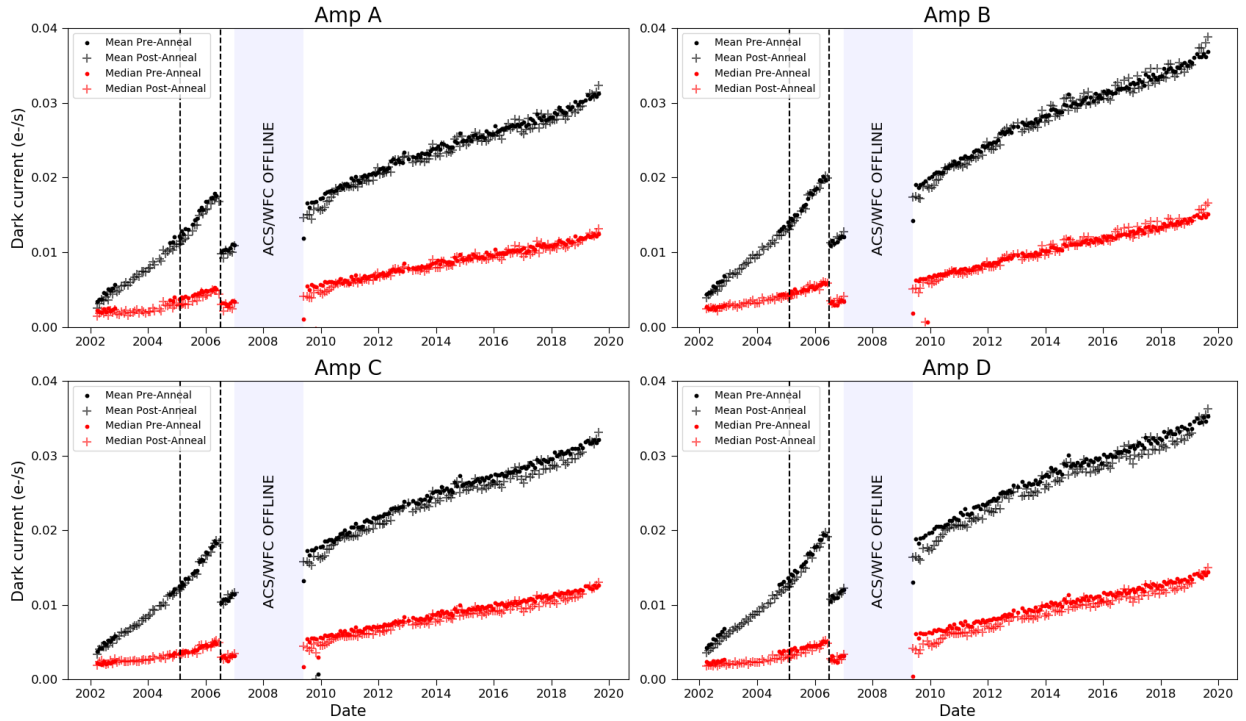 Amp A
0.04
0.03
0.02
0.01
0.00
Dark current (e-/s)
Mean Pre-Anneal
Mean Post-Anneal
Median Pre-Anneal
Median Post-Anneal
ACS/WFC OFFLINE
2002 2004 2006 2008 2010 2012 2014 2016 2018 2020
Amp B
0.04
0.03
0.02
0.01
0.00
Mean Pre-Anneal
Mean Post-Anneal
Median Pre-Anneal
Median Post-Anneal
ACS/WFC OFFLINE
2002 2004 2006 2008 2010 2012 2014 2016 2018 2020
Amp C
0.04
0.03
0.02
0.01
0.00
Dark current (e-/s)
Mean Pre-Anneal
Mean Post-Anneal
Median Pre-Anneal
Median Post-Anneal
ACS/WFC OFFLINE
2002 2004 2006 2008 2010 2012 2014 2016 2018 2020
Date
Amp D
0.04
0.03
0.02
0.01
0.00
Mean Pre-Anneal
Mean Post-Anneal
Median Pre-Anneal
Median Post-Anneal
ACS/WFC OFFLINE
2002 2004 2006 2008 2010 2012 2014 2016 2018 2020
Date